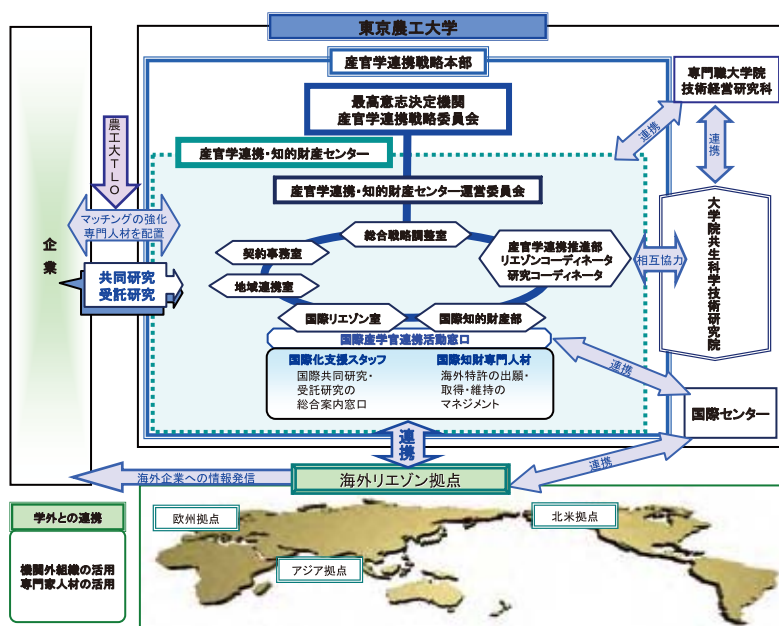 東京農工大学
産官学連携戦略本部
最高意志決定機関
産官学連携戦略委員会
専門職大学院
技術経営研究科
産官学連携・知的財産センター
農工大TLO
連携
連携
産官学連携・知的財産センター運営委員会
マッチングの強化
専門人材を配置
企業
総合戦略調整室
契約事務室
産官学連携推進部
リエゾンコーディネータ
研究コーディネータ
相互協力
大学院共生科学技術研究院
共同研究
受託研究
地域連携室
国際リエゾン室
国際知的財産部
国際産学官連携活動窓口
国際化支援スタッフ
国際共同研究・
受託研究の
総合案内窓口
国際知財専門人材
海外特許の出願・
取得・維持の
マネジメント
連携
国際センター
連携
連携
海外企業への情報発信
海外リエゾン拠点
学外との連携
機関外組織の活用
専門家人材の活用
欧州拠点
アジア拠点
北米拠点